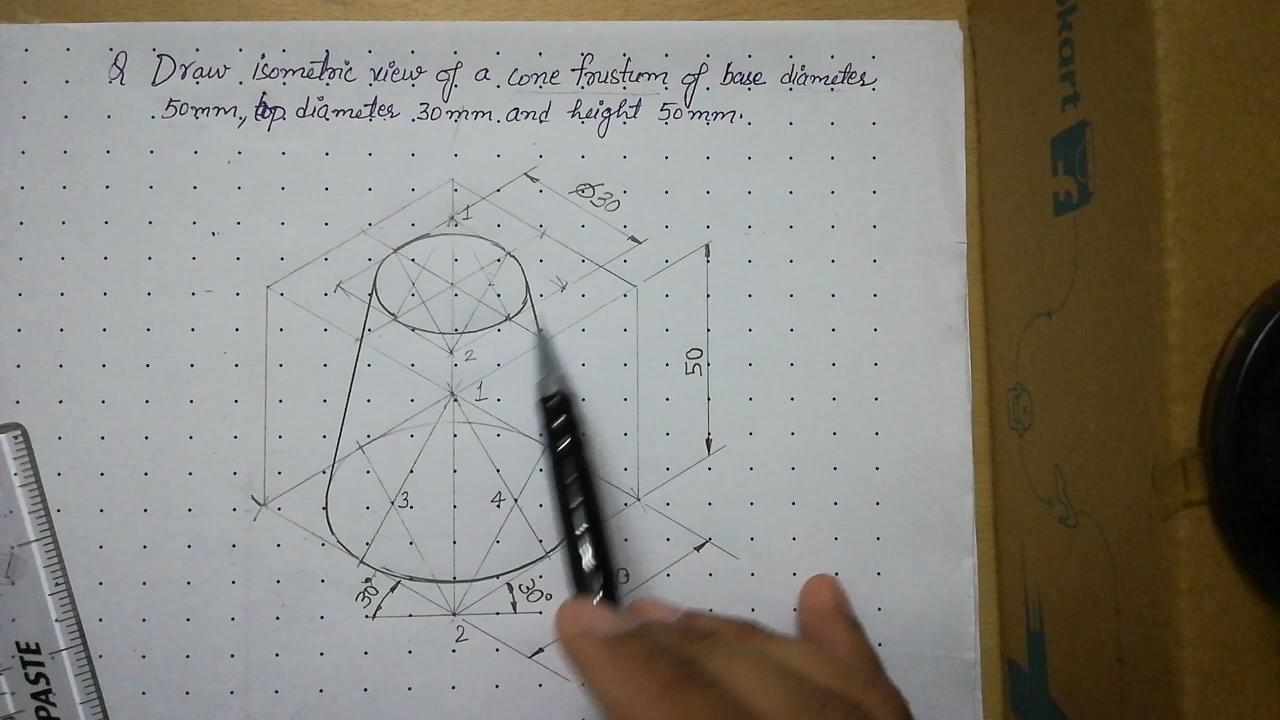 Q Draw isometric view of a cone frustum of base diameter
50mm, top diameter 30mm and height 50mm.
1
Ø30
2
1
50
3
4
30°
30°
2
PASTE